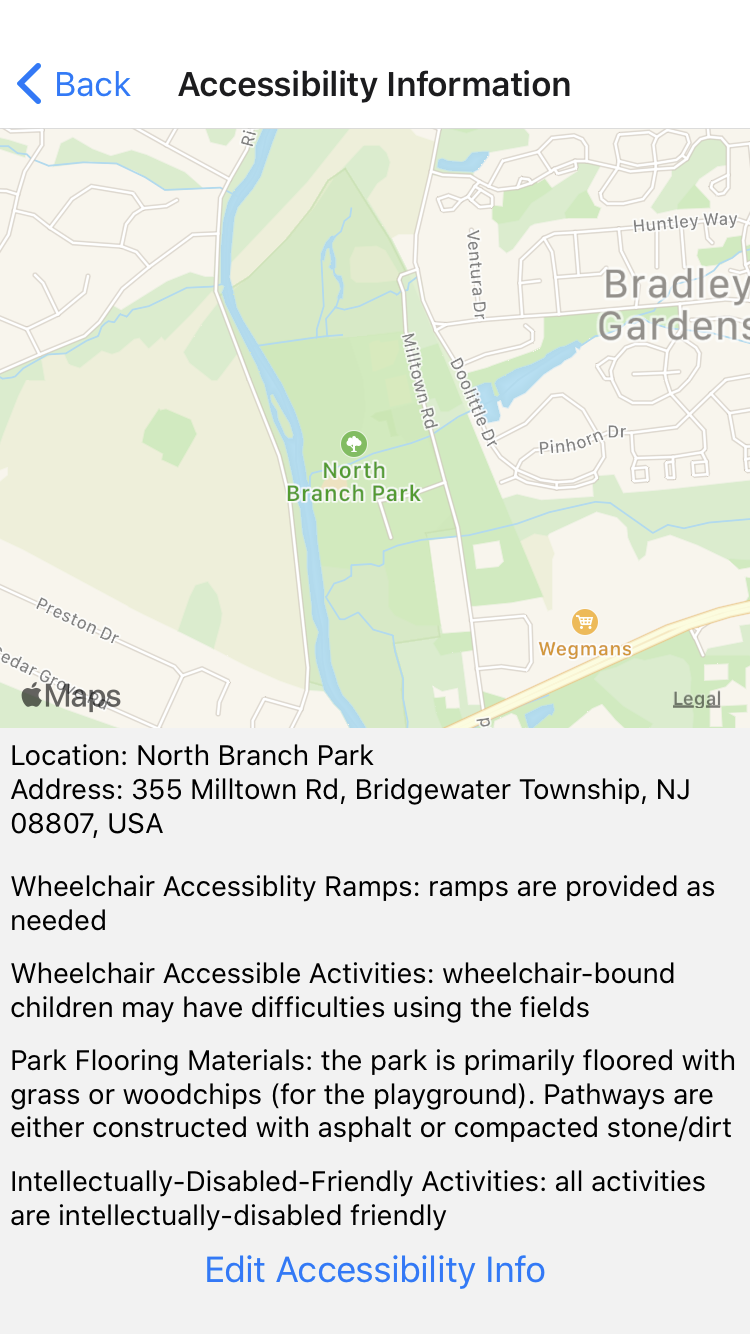 Back
Accessibility Information
Ri
Huntley Way
Ventura Dr
Bradley
Gardens
Milltown Rd
Doolittle Dr
Pinhorn Dr
North
Branch Park
Preston Dr
Wegmans
Maps
Legal
Location: North Branch Park
Address: 355 Milltown Rd, Bridgewater Township, NJ
08807, USA
Wheelchair Accessiblity Ramps: ramps are provided as
needed
Wheelchair Accessible Activities: wheelchair-bound
children may have difficulties using the fields
Park Flooring Materials: the park is primarily floored with
grass or woodchips (for the playground). Pathways are
either constructed with asphalt or compacted stone/dirt
Intellectually-Disabled-Friendly Activities: all activities
are intellectually-disabled friendly
Edit Accessibility Info